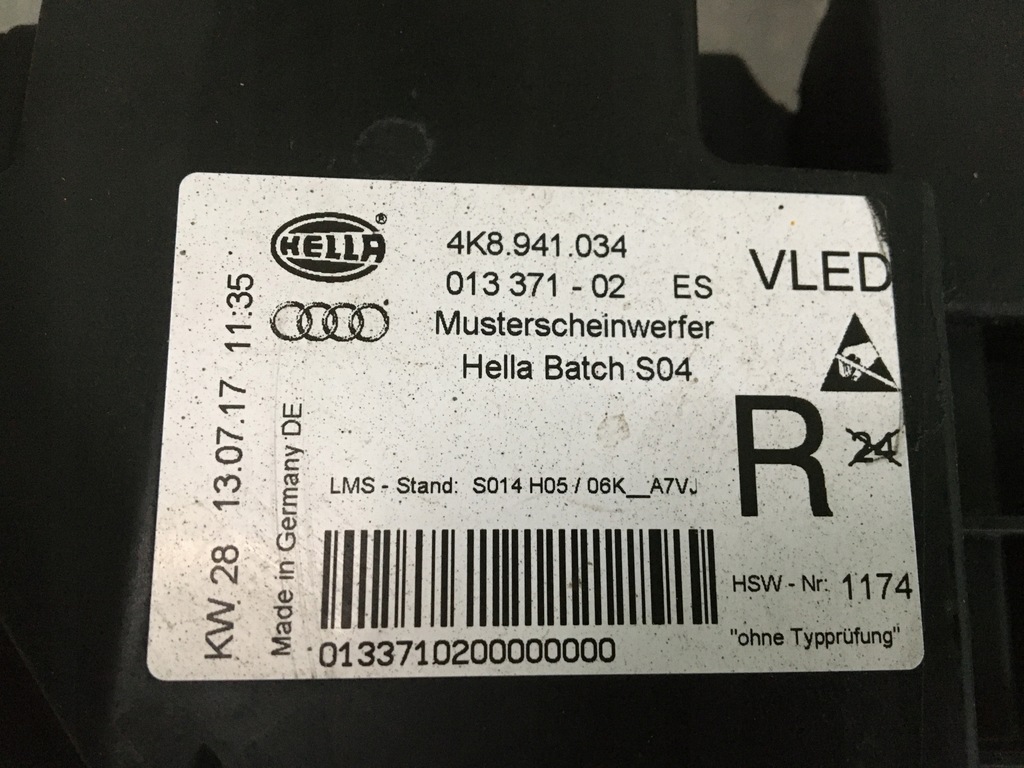 HELLA ®
4K8.941.034
013 371 - 02 ES
VLED
Musterscheinwerfer
Hella Batch S04
R
24
LMS - Stand: S014 H05 / 06K__A7VJ
HSW - Nr: 1174
"ohne Typprüfung"
01337102000000000
KW 28 13.07.17 11:35
Made in Germany DE